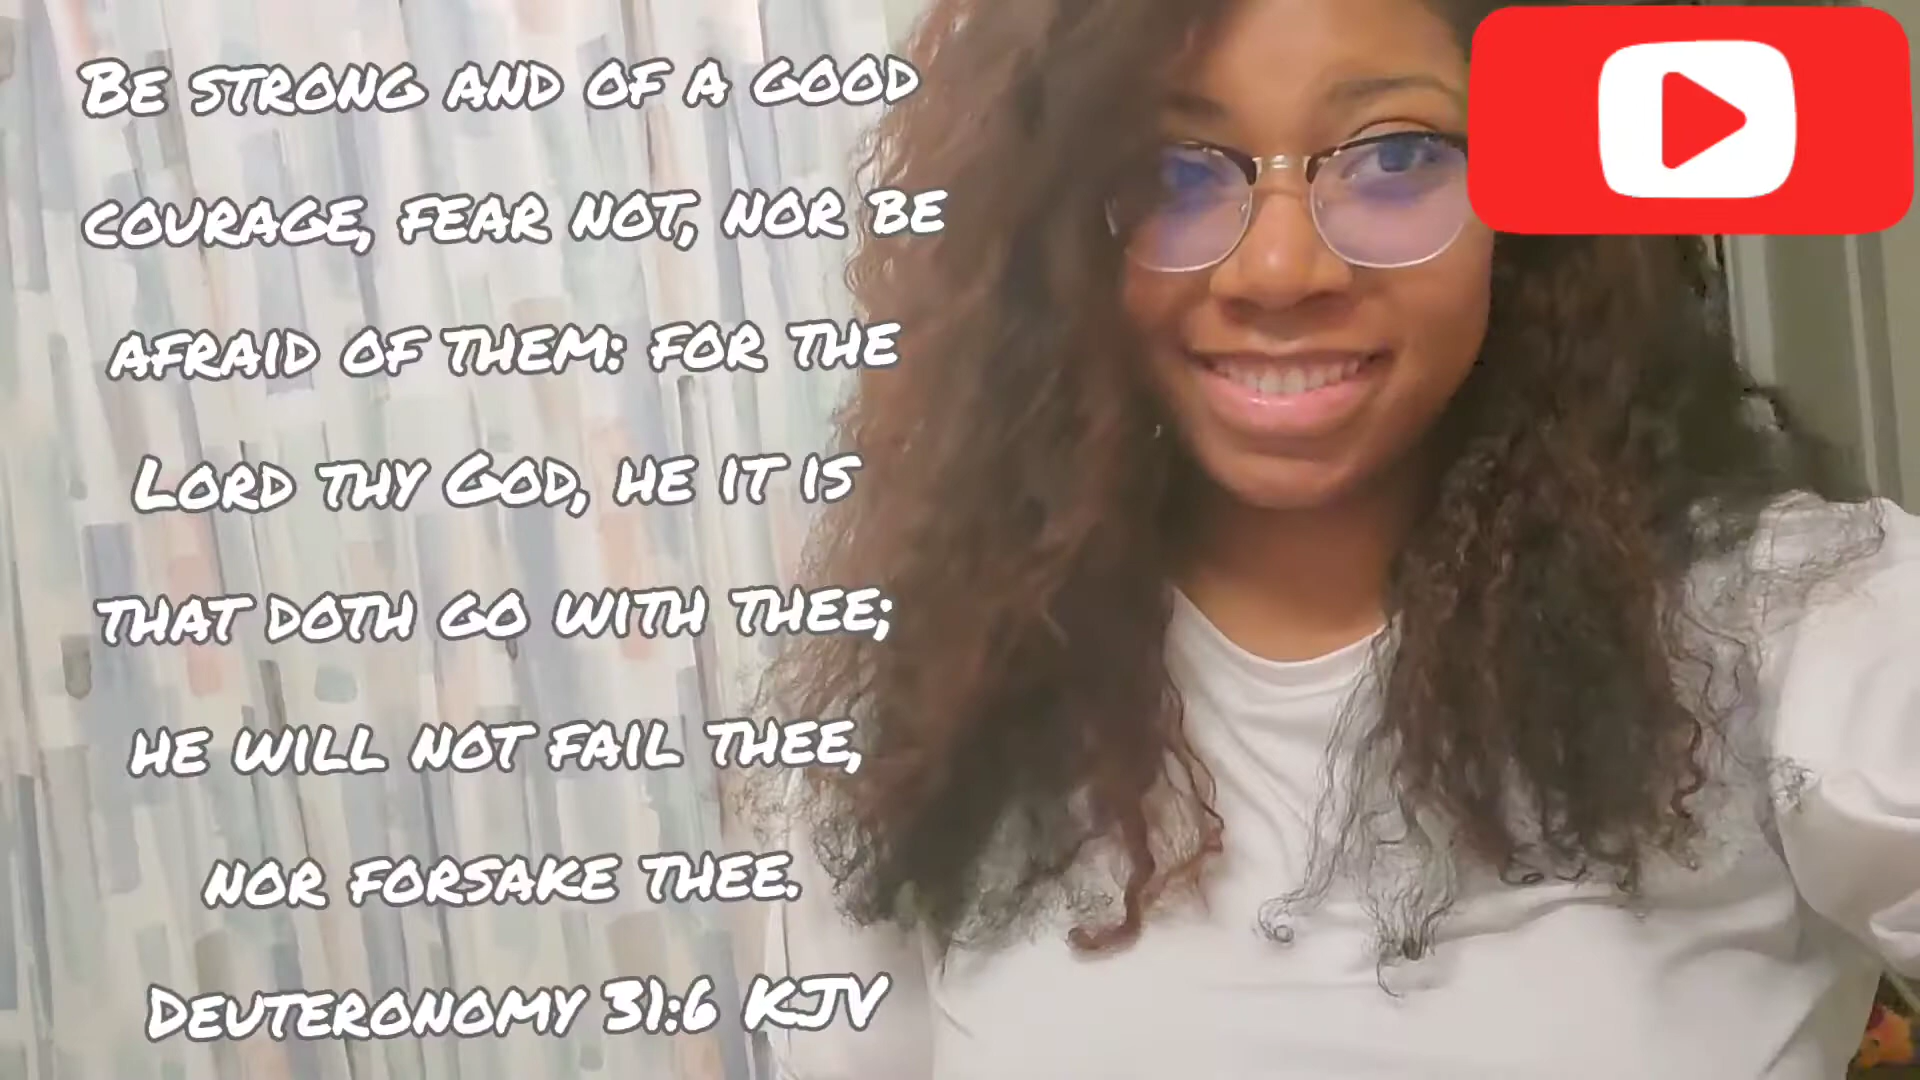 Be strong and of a good
courage, fear not, nor be
afraid of them: for the
Lord thy God, he it is
that doth go with thee;
he will not fail thee,
nor forsake thee.
Deuteronomy 31:6 KJV